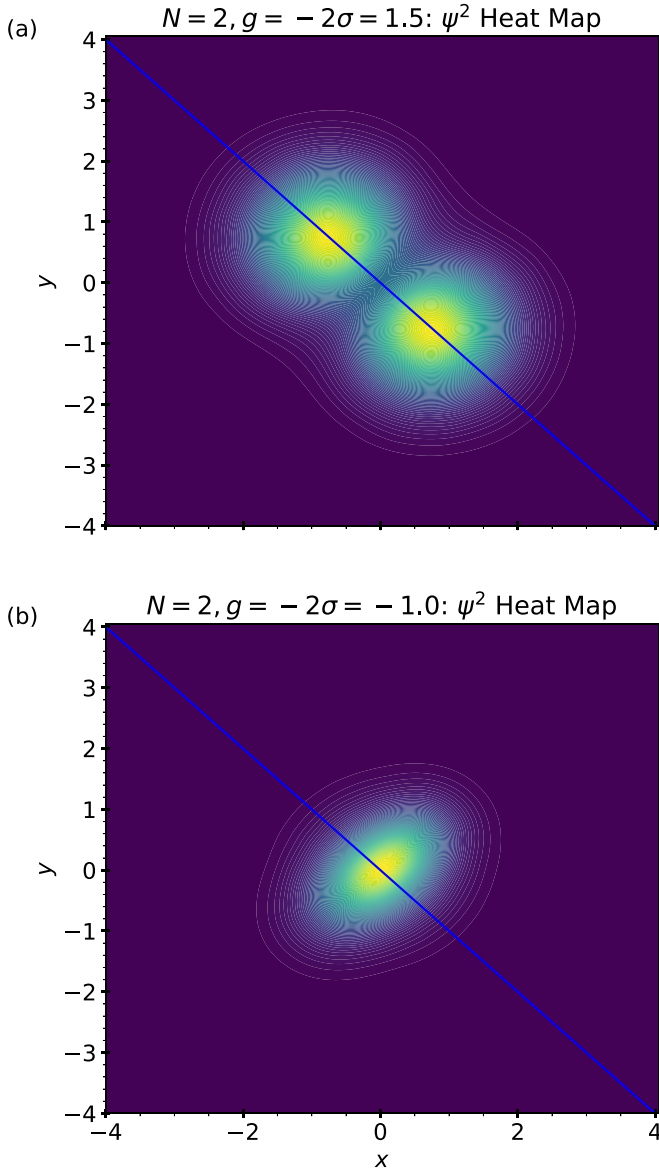 (a)
N = 2, g = − 2σ = 1.5: ψ² Heat Map
4
3
2
1
0
−1
−2
−3
−4
y
(b)
N = 2, g = − 2σ = − 1.0: ψ² Heat Map
4
3
2
1
0
−1
−2
−3
−4
y
−4 −2 0 2 4
x